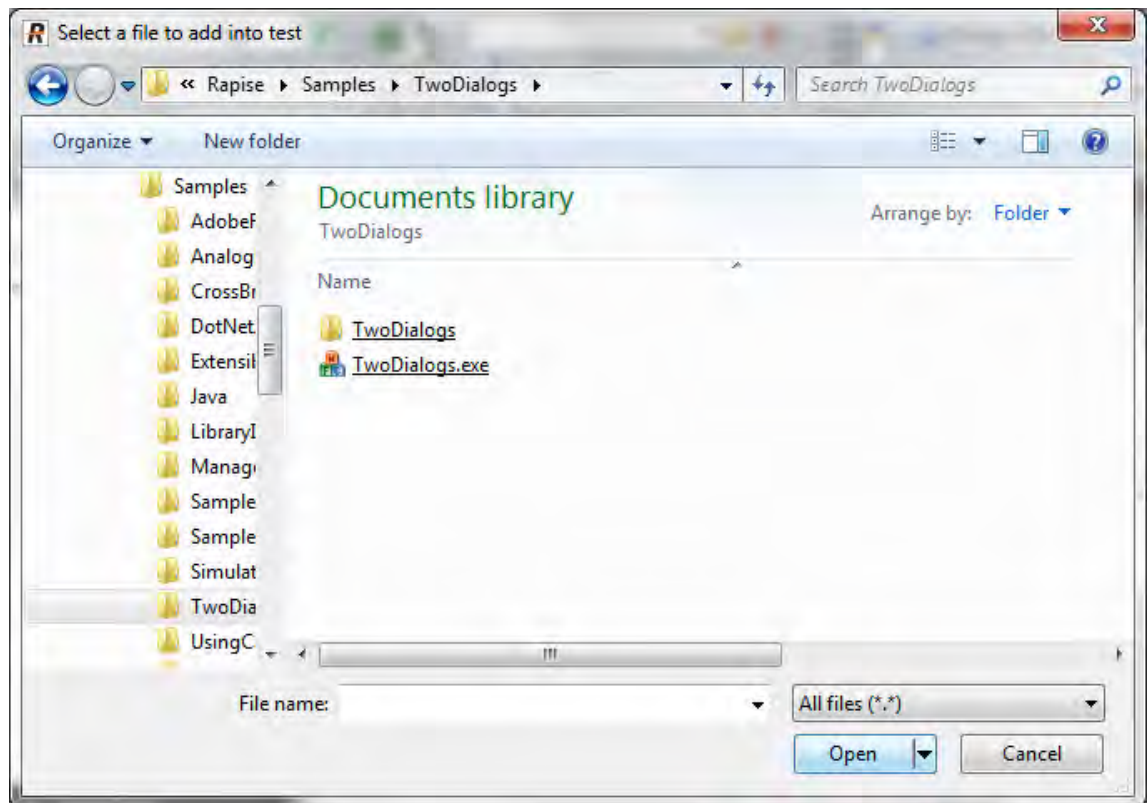 Select a file to add into test
« Rapise Samples TwoDialogs Search TwoDialogs
Organize New folder
Samples
AdobeF
Analog
CrossBr
DotNet
Extensit
Java
LibraryI
Manag
Sample
Sample
Simulat
TwoDia
UsingC
Documents library
TwoDialogs
Arrange by: Folder
Name
TwoDialogs
TwoDialogs.exe
File name: All files (*.*)
Open Cancel